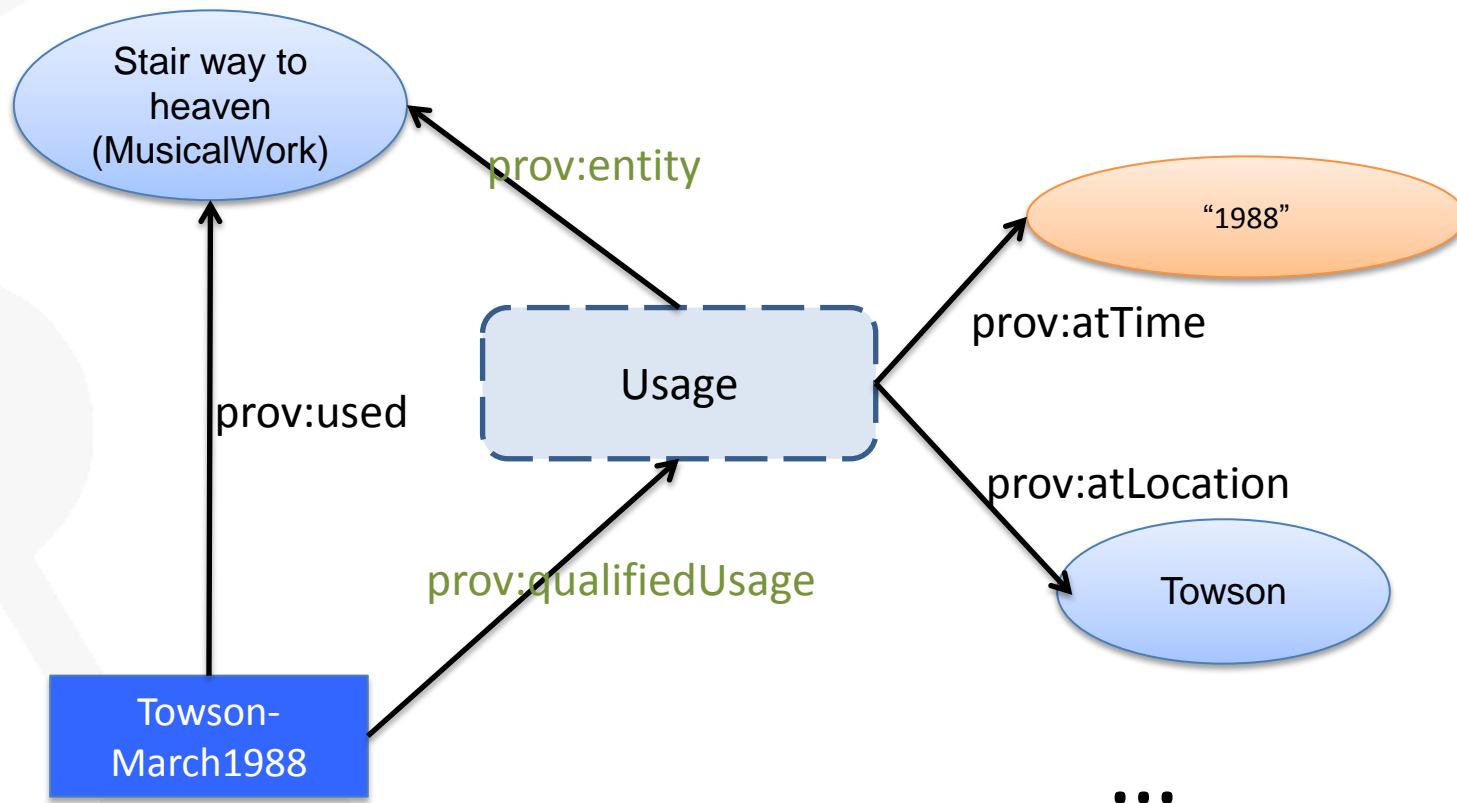 Stair way to
heaven
(MusicalWork)
prov:entity
“1988”
prov:atTime
Usage
prov:used
prov:atLocation
prov:qualifiedUsage
Towson
Towson-
March1988
...